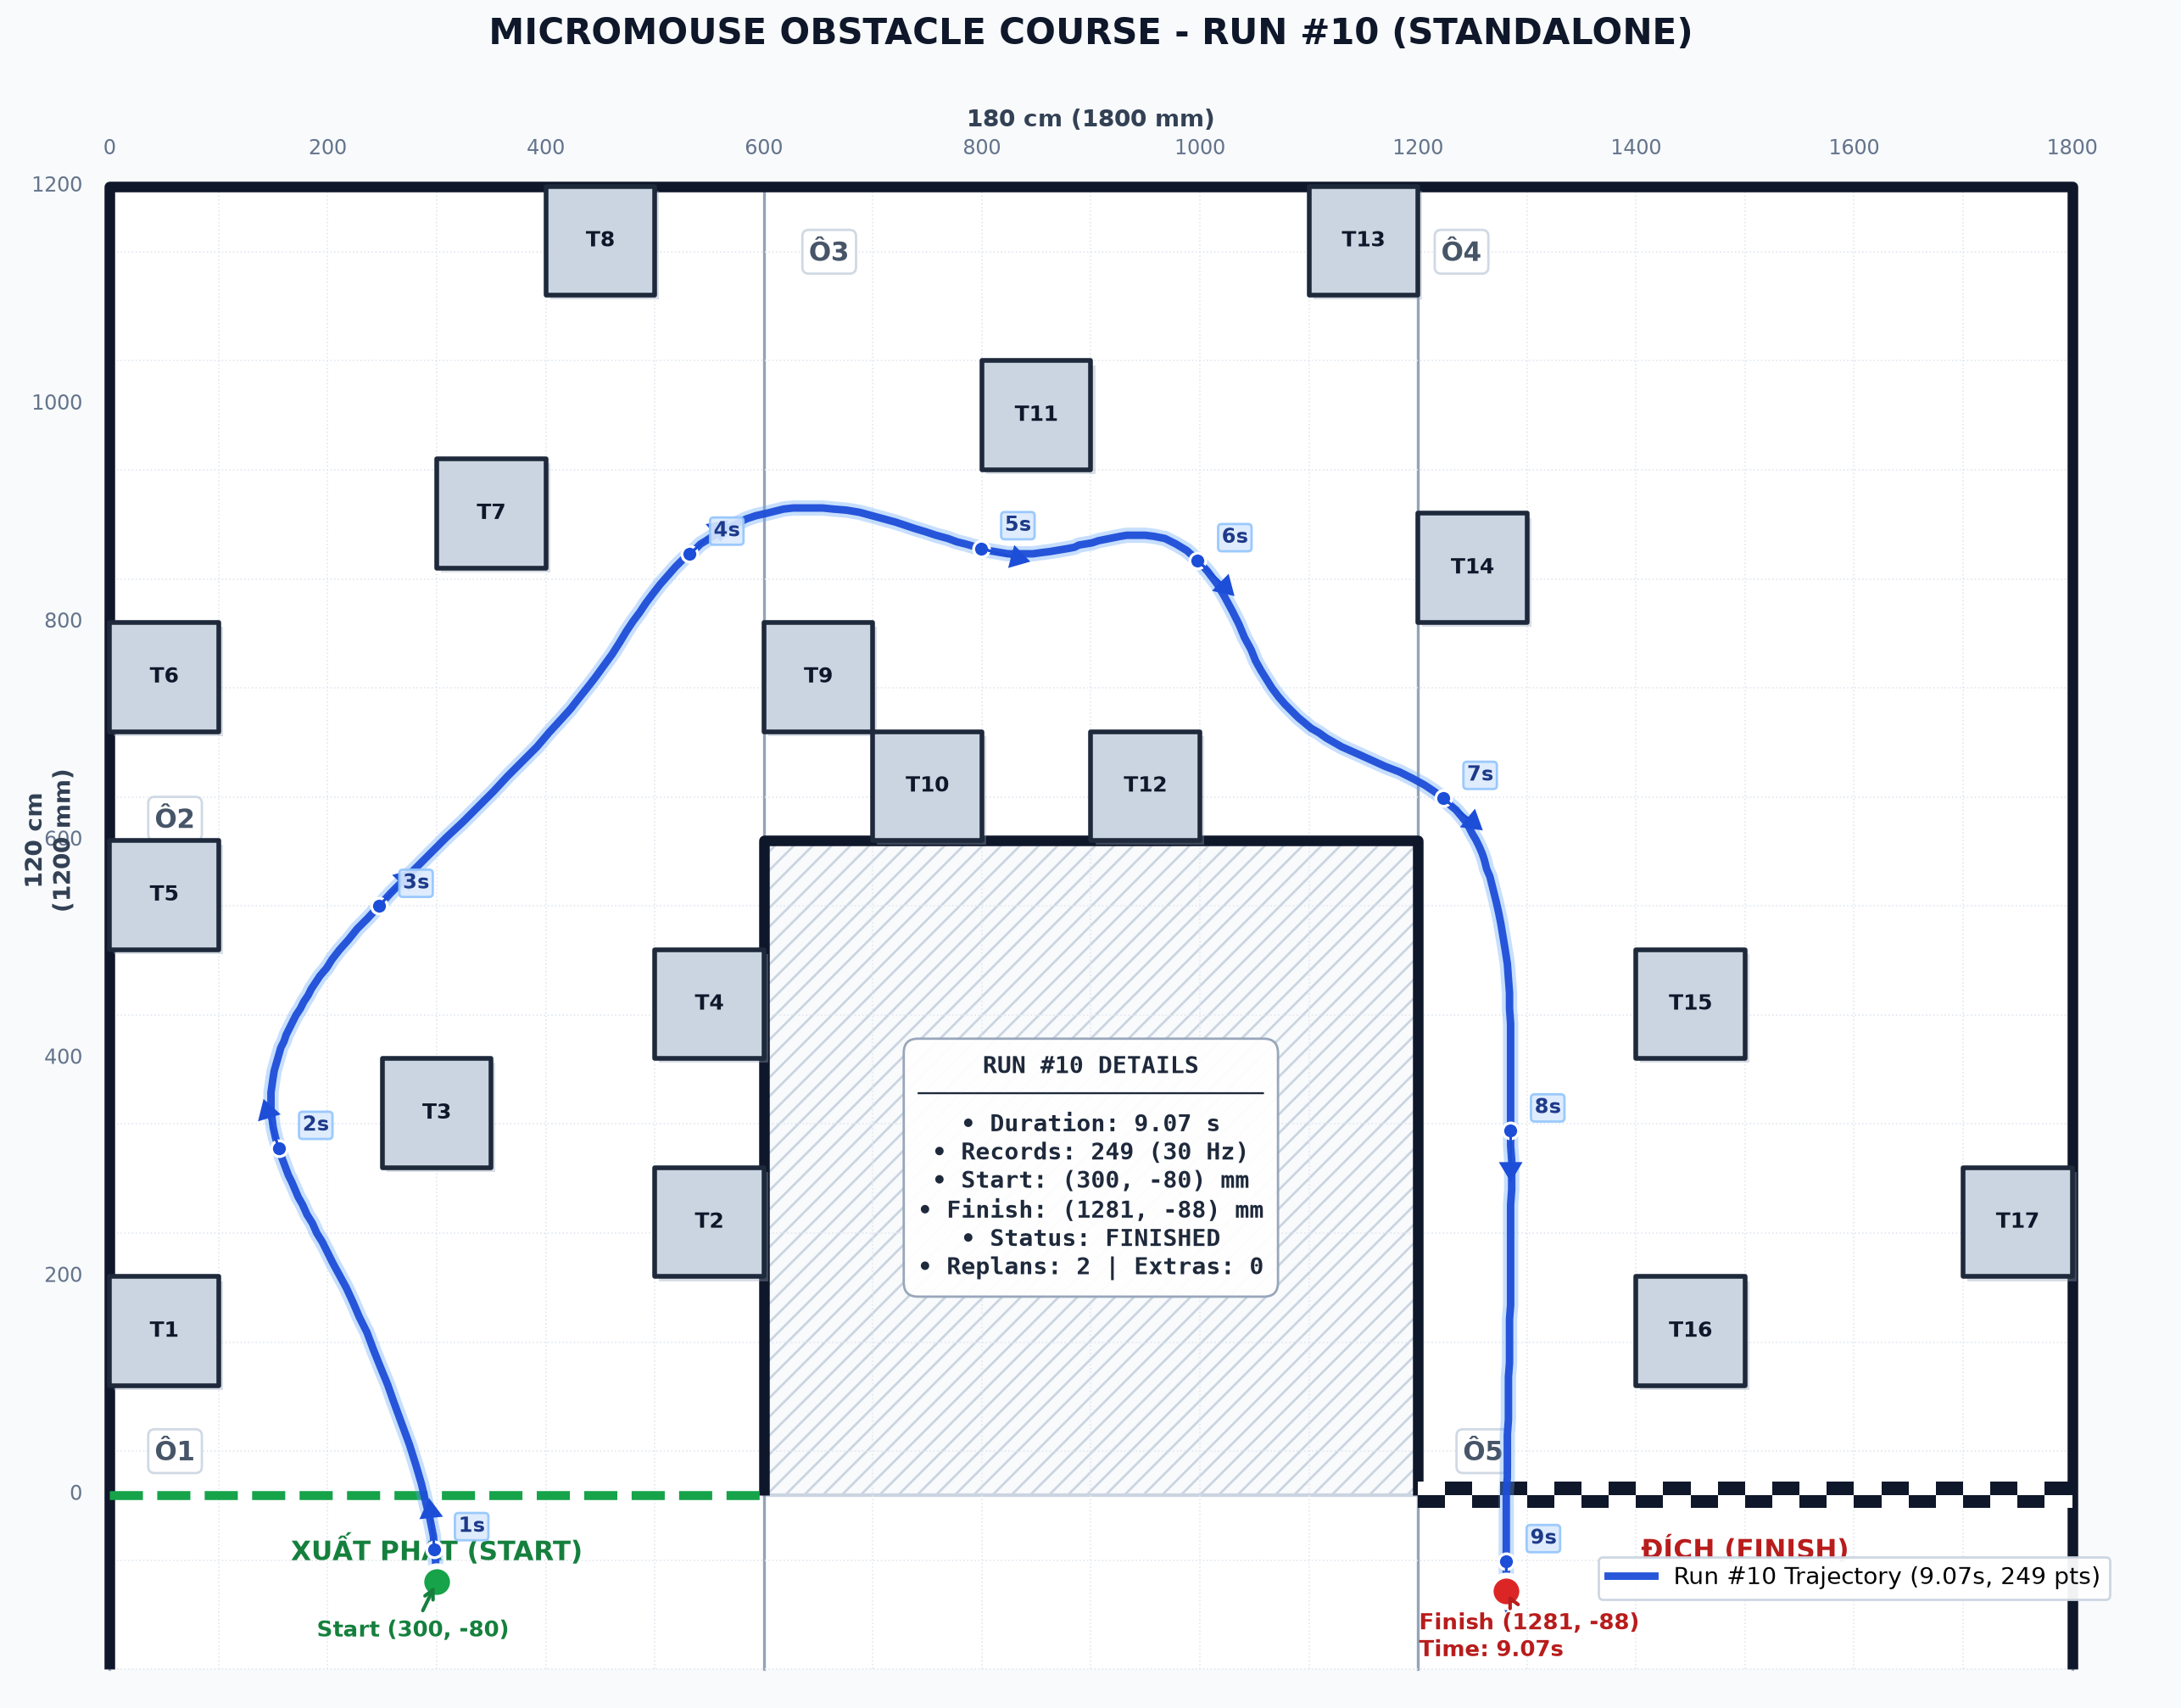 MICROMOUSE OBSTACLE COURSE - RUN #10 (STANDALONE)
180 cm (1800 mm)
0 200 400 600 800 1000 1200 1400 1600 1800
1200
1000
800
600
400
200
0
120 cm
(1200 mm)
T8
Ô3
T13
Ô4
T11
T7
4s
5s
6s
T14
T6
T9
T10
T12
7s
Ô2
T5
3s
T4
T15
RUN #10 DETAILS
• Duration: 9.07 s
• Records: 249 (30 Hz)
• Start: (300, -80) mm
• Finish: (1281, -88) mm
• Status: FINISHED
• Replans: 2 | Extras: 0
T3
2s
8s
T2
T17
T1
T16
Ô1
Ô5
1s
9s
XUẤT PHÁT (START)
ĐÍCH (FINISH)
Run #10 Trajectory (9.07s, 249 pts)
Start (300, -80)
Finish (1281, -88)
Time: 9.07s